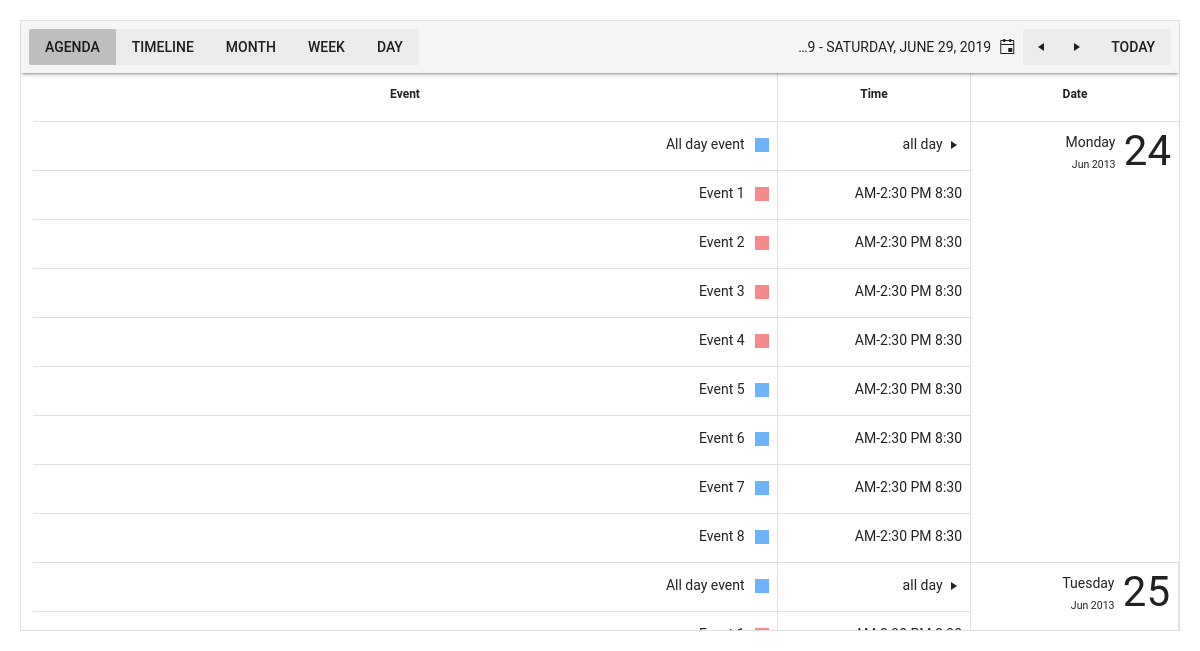 AGENDA TIMELINE MONTH WEEK DAY ...9 - SATURDAY, JUNE 29, 2019 TODAY
Event Time Date
All day event all day Monday 24
Jun 2013
Event 1 AM-2:30 PM 8:30
Event 2 AM-2:30 PM 8:30
Event 3 AM-2:30 PM 8:30
Event 4 AM-2:30 PM 8:30
Event 5 AM-2:30 PM 8:30
Event 6 AM-2:30 PM 8:30
Event 7 AM-2:30 PM 8:30
Event 8 AM-2:30 PM 8:30
All day event all day Tuesday 25
Jun 2013